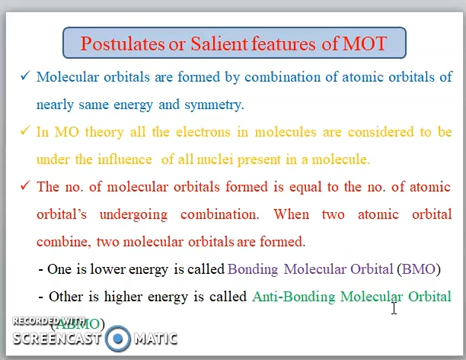 Postulates or Salient features of MOT
✓ Molecular orbitals are formed by combination of atomic orbitals of
nearly same energy and symmetry.
✓ In MO theory all the electrons in molecules are considered to be
under the influence of all nuclei present in a molecule.
✓ The no. of molecular orbitals formed is equal to the no. of atomic
orbital's undergoing combination. When two atomic orbital
combine, two molecular orbitals are formed.
- One is lower energy is called Bonding Molecular Orbital (BMO)
- Other is higher energy is called Anti-Bonding Molecular Orbital
(ABMO)
RECORDED WITH
SCREENCAST MATIC